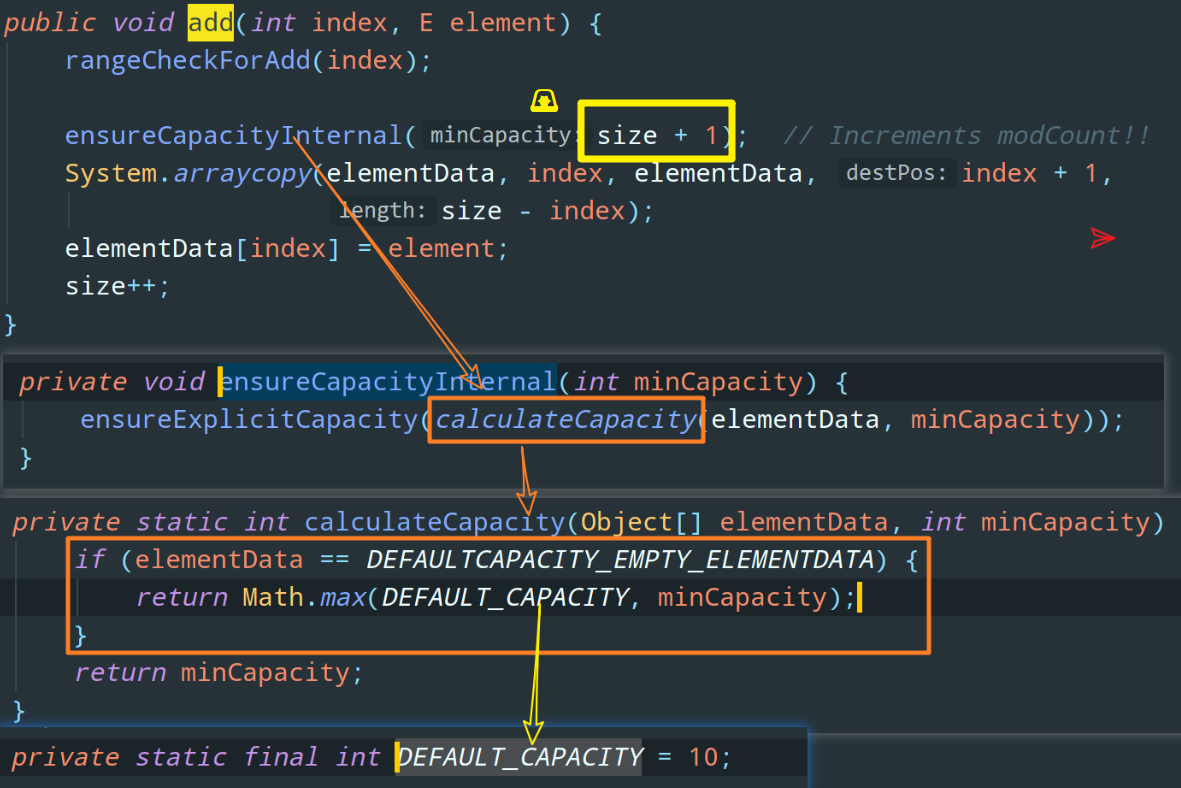 public void add(int index, E element) {
rangeCheckForAdd(index);
ensureCapacityInternal( minCapacity: size + 1); // Increments modCount!!
System.arraycopy(elementData, index, elementData, destPos: index + 1,
length: size - index);
elementData[index] = element;
size++;
}
private void ensureCapacityInternal(int minCapacity) {
ensureExplicitCapacity(calculateCapacity(elementData, minCapacity));
}
private static int calculateCapacity(Object[] elementData, int minCapacity)
if (elementData == DEFAULTCAPACITY_EMPTY_ELEMENTDATA) {
return Math.max(DEFAULT_CAPACITY, minCapacity);
}
return minCapacity;
}
private static final int DEFAULT_CAPACITY = 10;